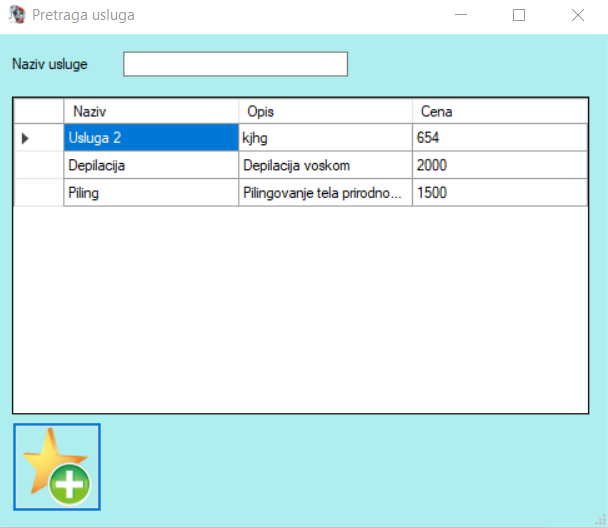 Pretraga usluga
Naziv usluge
Naziv Opis Cena
Usluga 2 kjhg 654
Depilacija Depilacija voskom 2000
Piling Pilingovanje tela prirodno... 1500